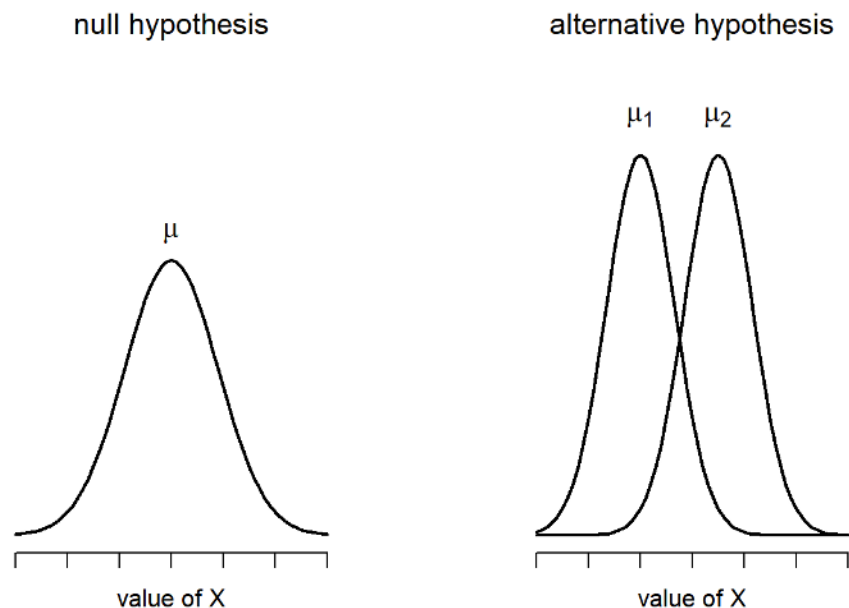 null hypothesis
alternative hypothesis
μ₁
μ₂
μ
value of X
value of X